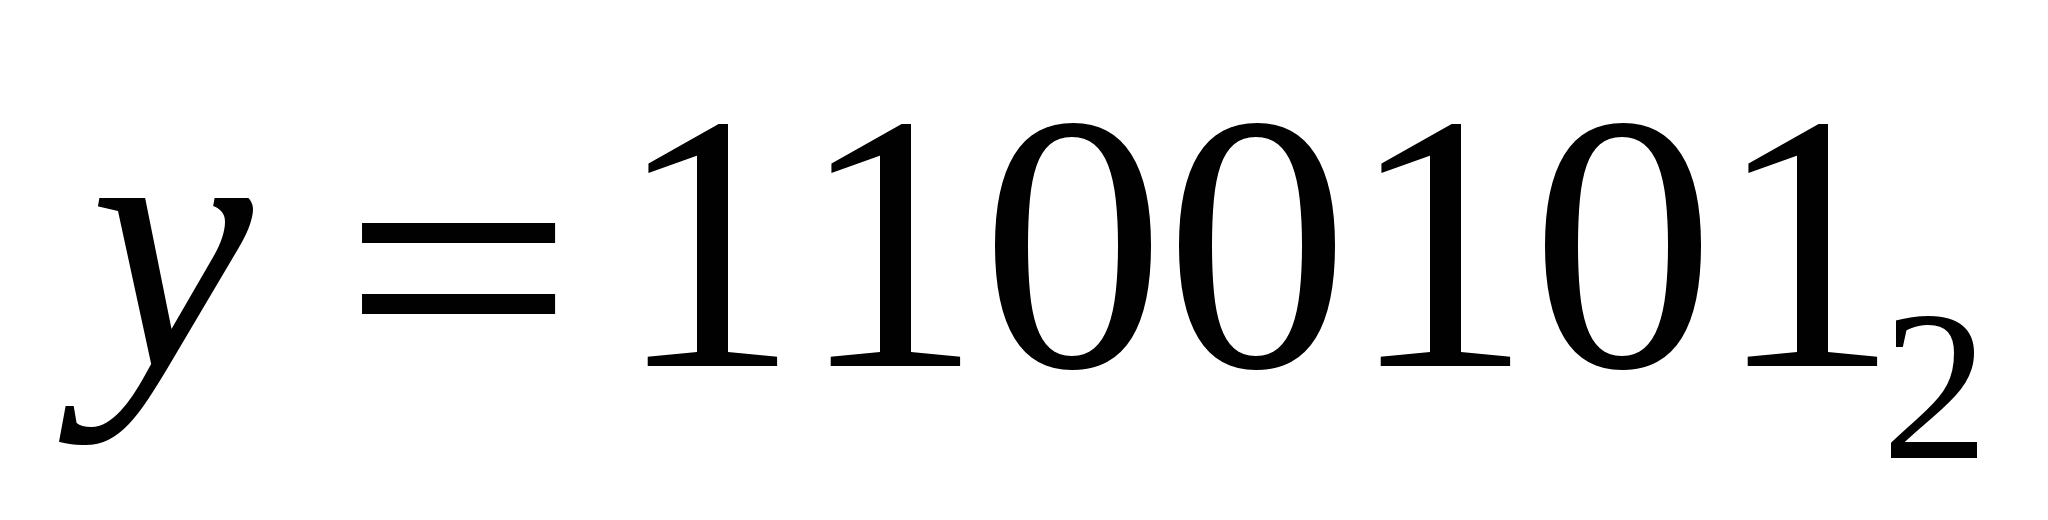 y = 1100101₂